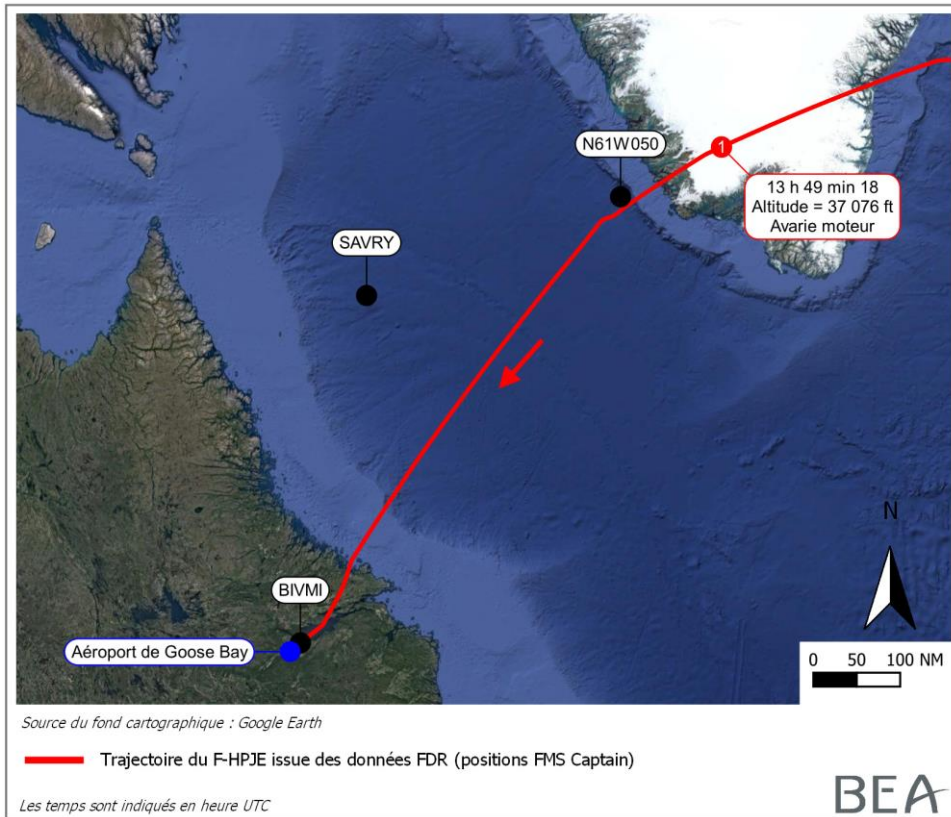 N61W050
1
13 h 49 min 18
Altitude = 37 076 ft
Avarie moteur
SAVRY
N
BIVMI
Aéroport de Goose Bay
0 50 100 NM
Source du fond cartographique : Google Earth
Trajectoire du F-HPJE issue des données FDR (positions FMS Captain)
Les temps sont indiqués en heure UTC
BEA